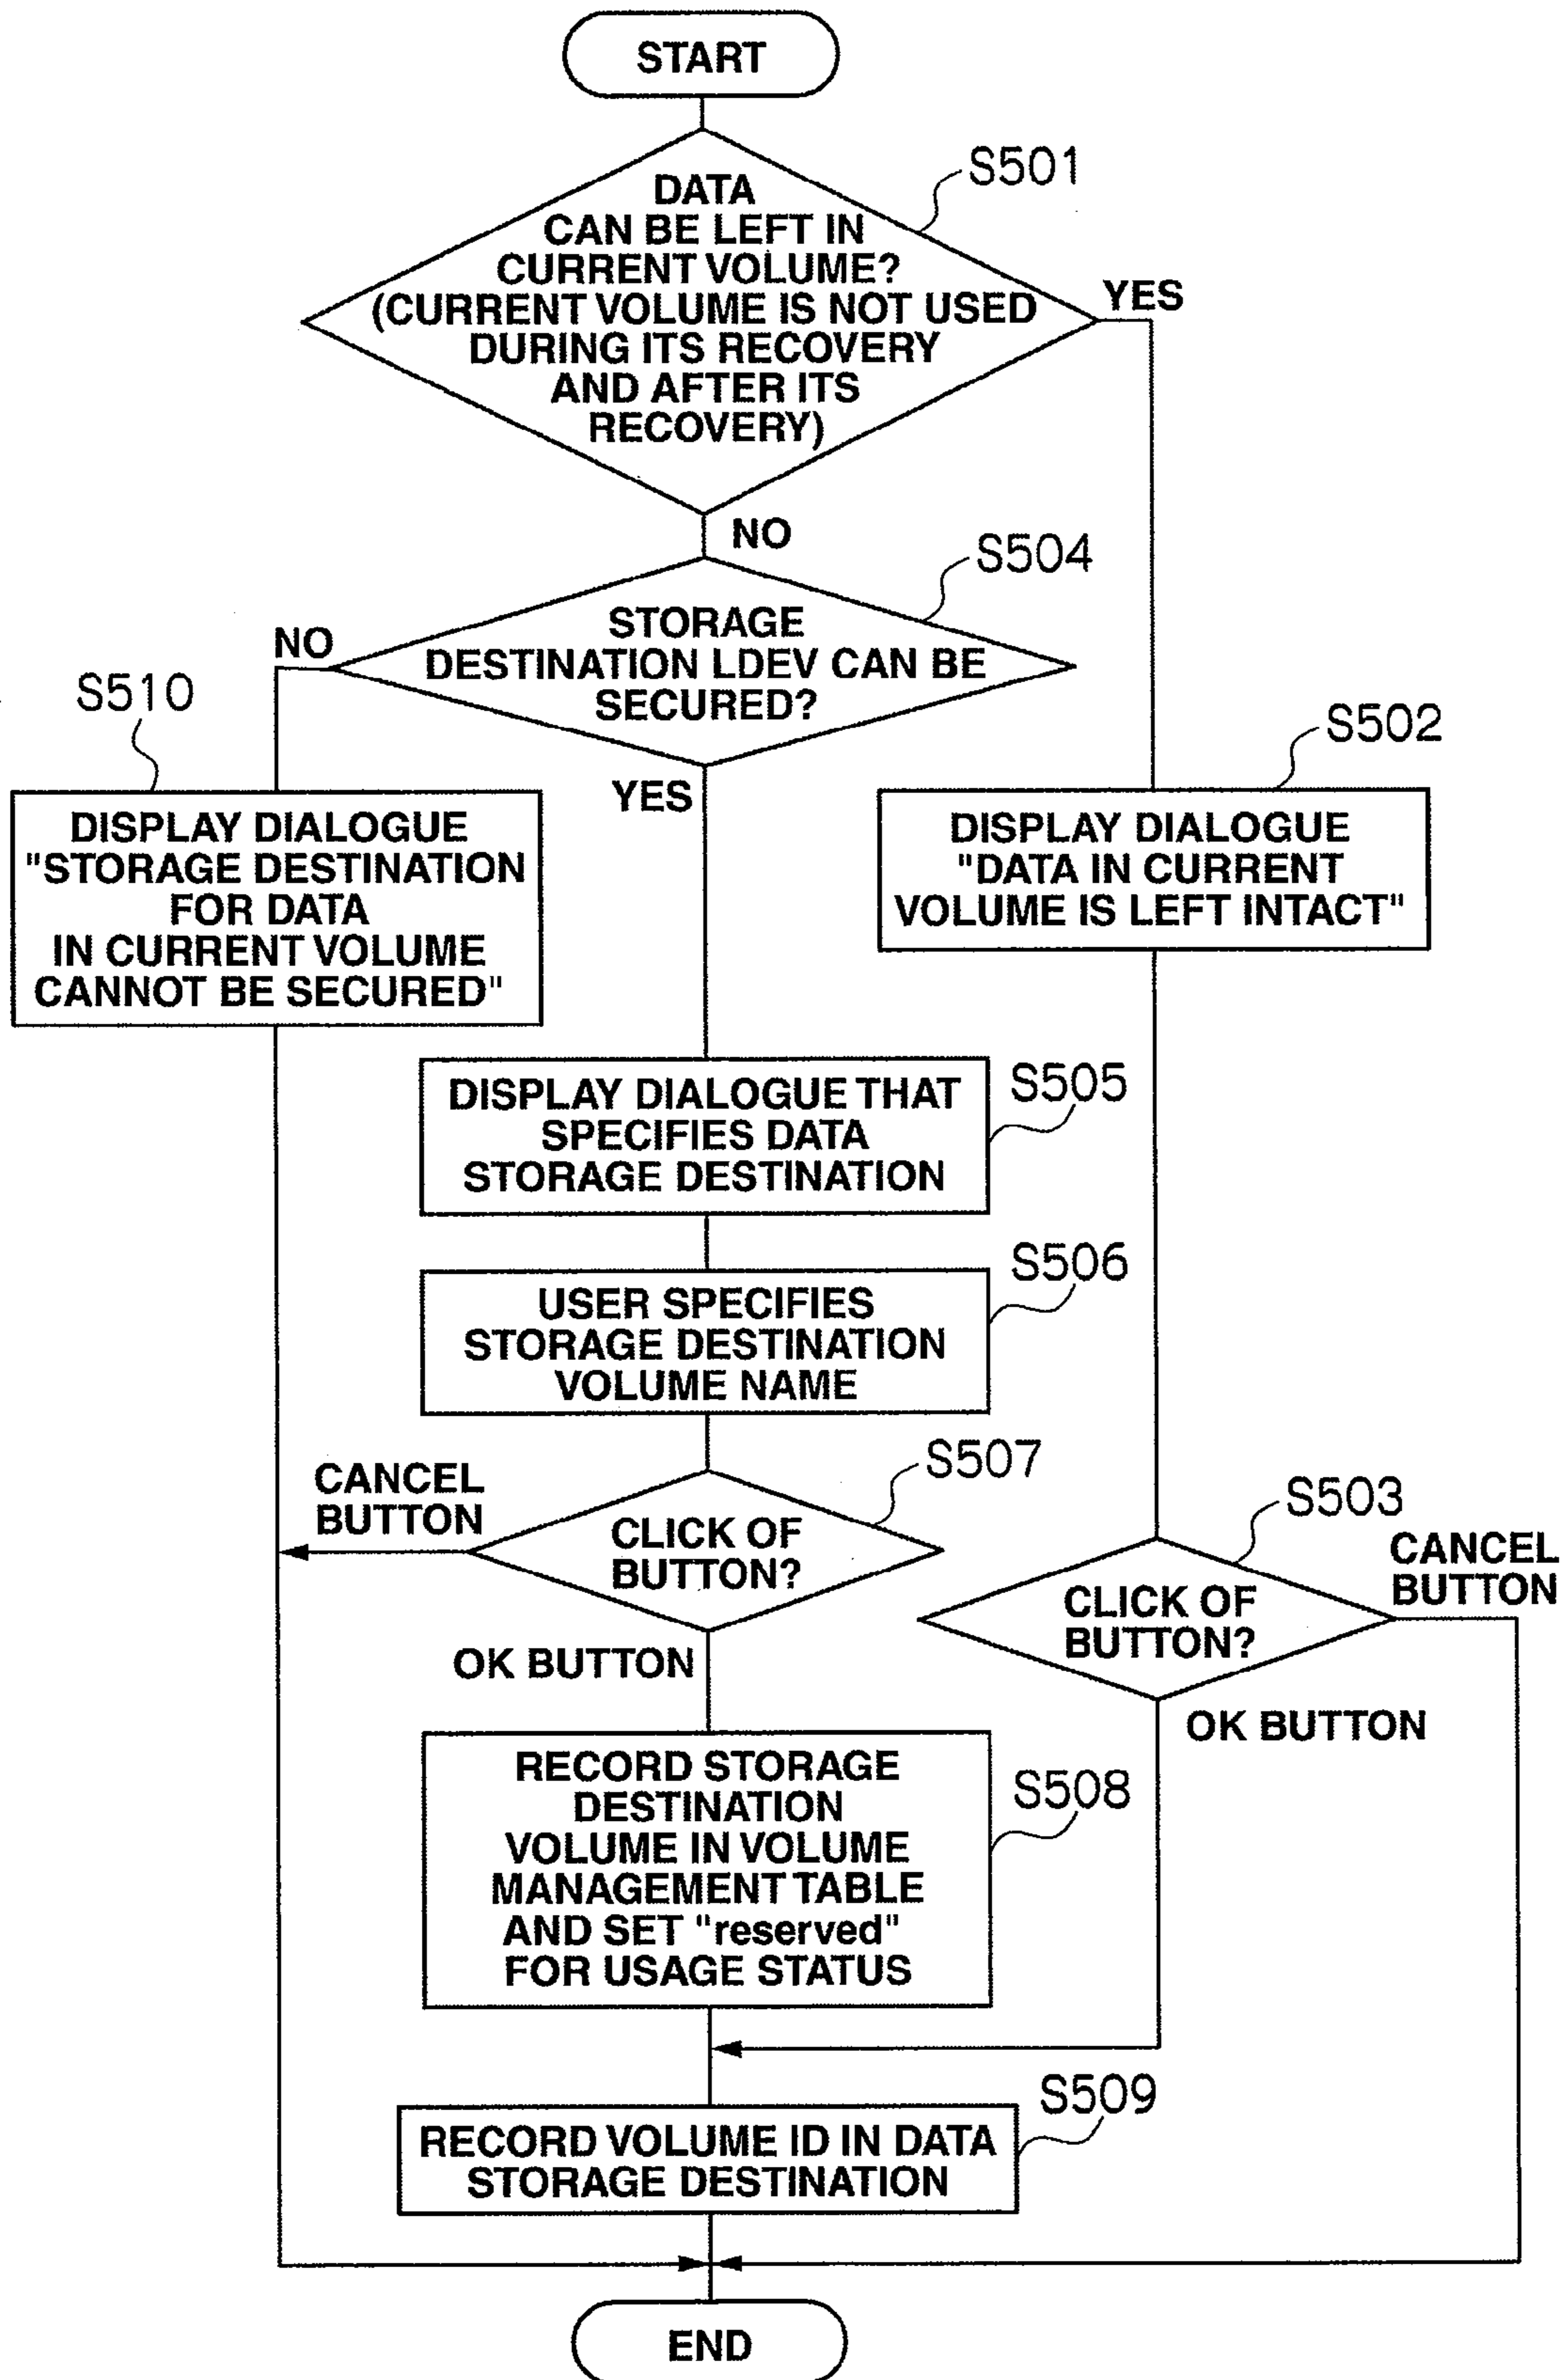 START
S501
DATA
CAN BE LEFT IN
CURRENT VOLUME?
(CURRENT VOLUME IS NOT USED
DURING ITS RECOVERY
AND AFTER ITS
RECOVERY)
YES
NO
S504
STORAGE
DESTINATION LDEV CAN BE
SECURED?
NO
YES
S510
DISPLAY DIALOGUE
"STORAGE DESTINATION
FOR DATA
IN CURRENT VOLUME
CANNOT BE SECURED"
S502
DISPLAY DIALOGUE
"DATA IN CURRENT
VOLUME IS LEFT INTACT"
S505
DISPLAY DIALOGUE THAT
SPECIFIES DATA
STORAGE DESTINATION
S506
USER SPECIFIES
STORAGE DESTINATION
VOLUME NAME
S507
CLICK OF
BUTTON?
CANCEL
BUTTON
OK BUTTON
S503
CLICK OF
BUTTON?
CANCEL
BUTTON
OK BUTTON
S508
RECORD STORAGE
DESTINATION
VOLUME IN VOLUME
MANAGEMENT TABLE
AND SET "reserved"
FOR USAGE STATUS
S509
RECORD VOLUME ID IN DATA
STORAGE DESTINATION
END